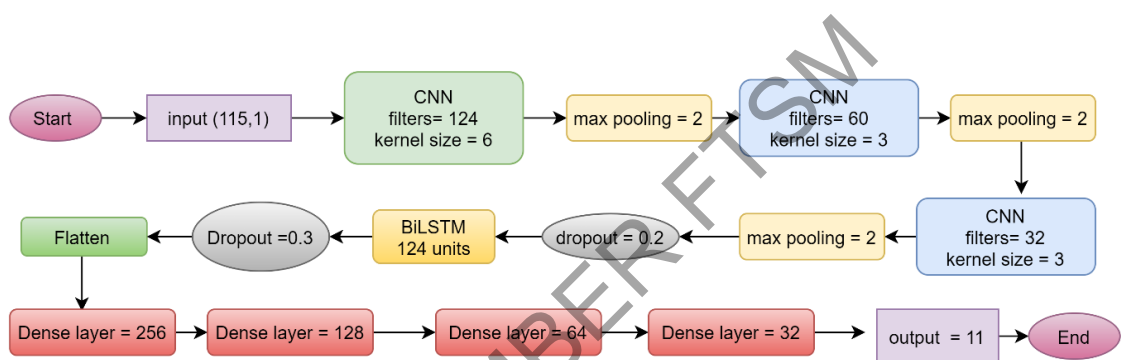 Start
input (115,1)
CNN
filters= 124
kernel size = 6
max pooling = 2
CNN
filters= 60
kernel size = 3
max pooling = 2
CNN
filters= 32
kernel size = 3
max pooling = 2
dropout = 0.2
BiLSTM
124 units
Dropout =0.3
Flatten
Dense layer = 256
Dense layer = 128
Dense layer = 64
Dense layer = 32
output = 11
End
BER FTSM